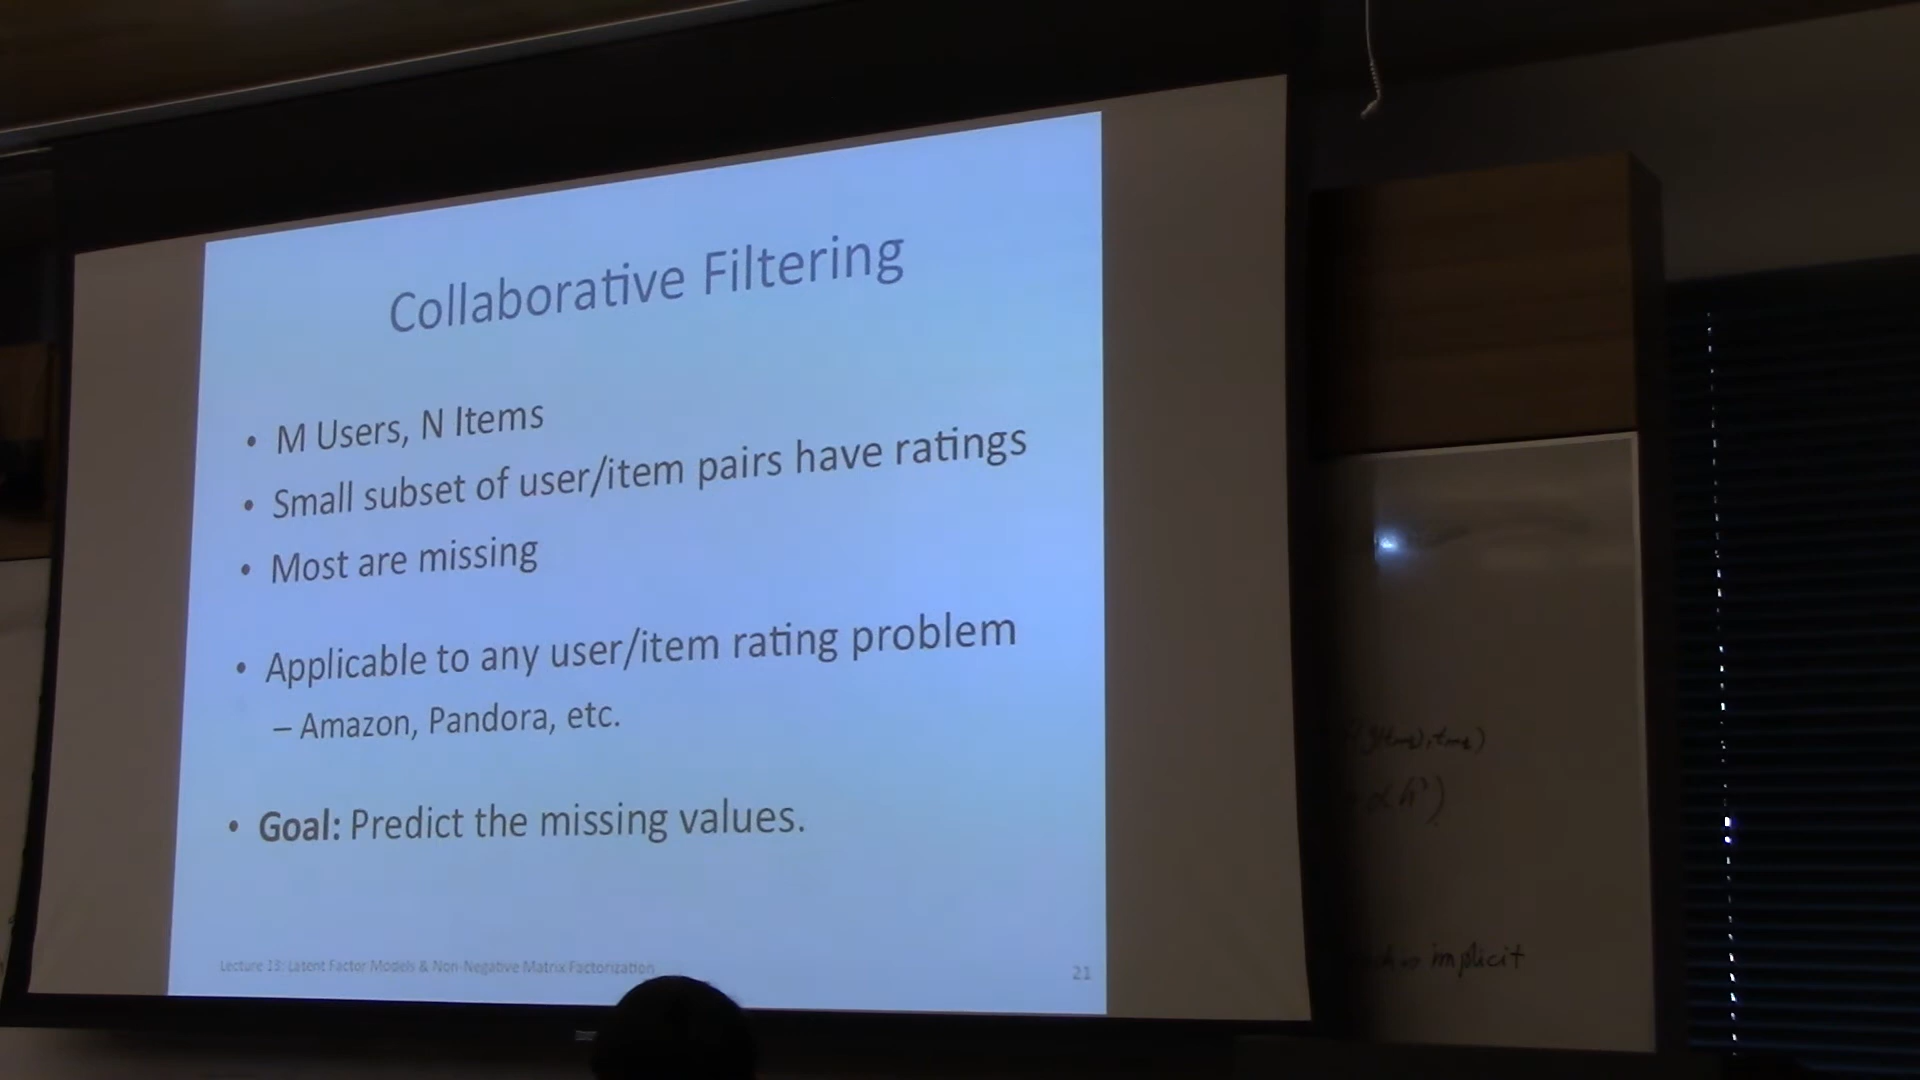 Collaborative Filtering
• M Users, N Items
• Small subset of user/item pairs have ratings
• Most are missing
• Applicable to any user/item rating problem
– Amazon, Pandora, etc.
• Goal: Predict the missing values.
Lecture 13: Latent Factor Models & Non-Negative Matrix Factorization
21
implicit